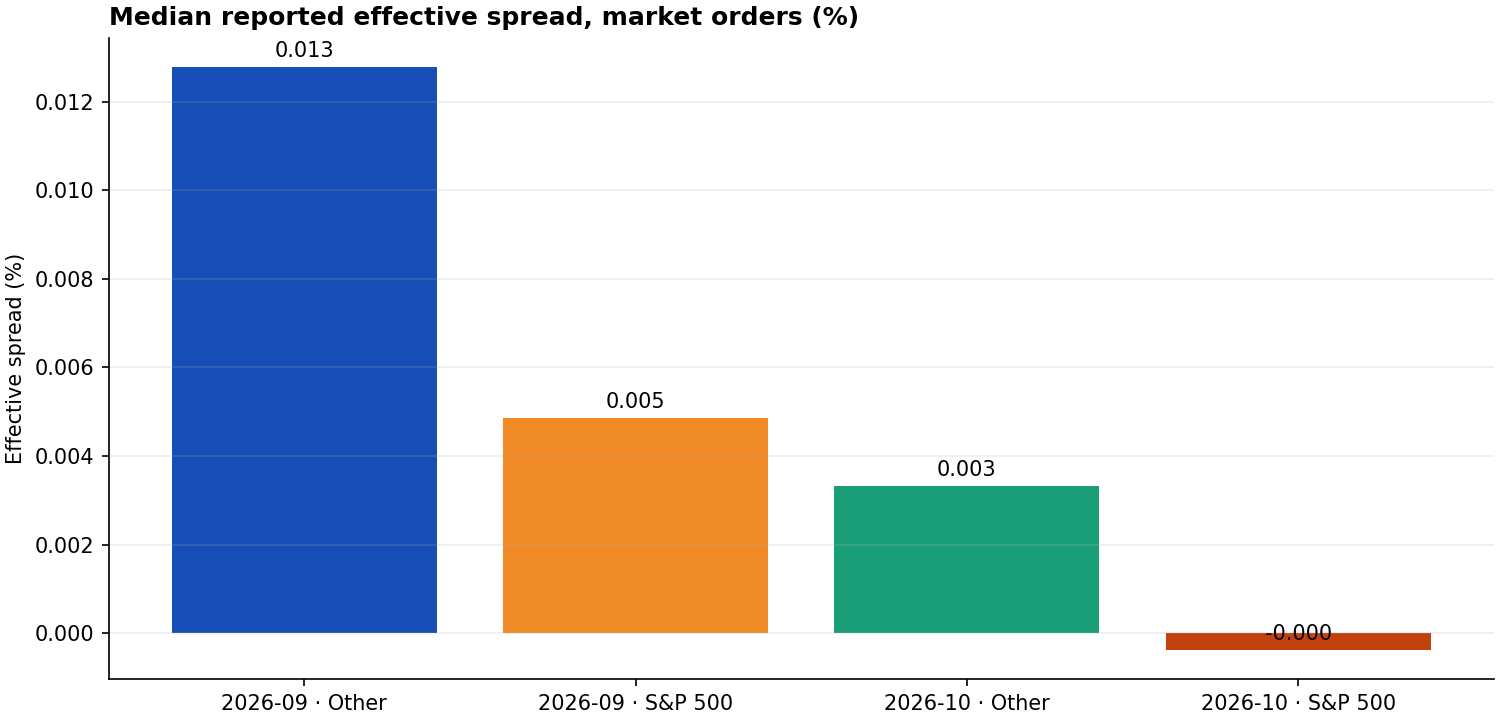 Median reported effective spread, market orders (%)
0.013
0.012
0.010
0.008
0.006
0.005
0.004
0.003
0.002
0.000
-0.000
Effective spread (%)
2026-09 · Other
2026-09 · S&P 500
2026-10 · Other
2026-10 · S&P 500